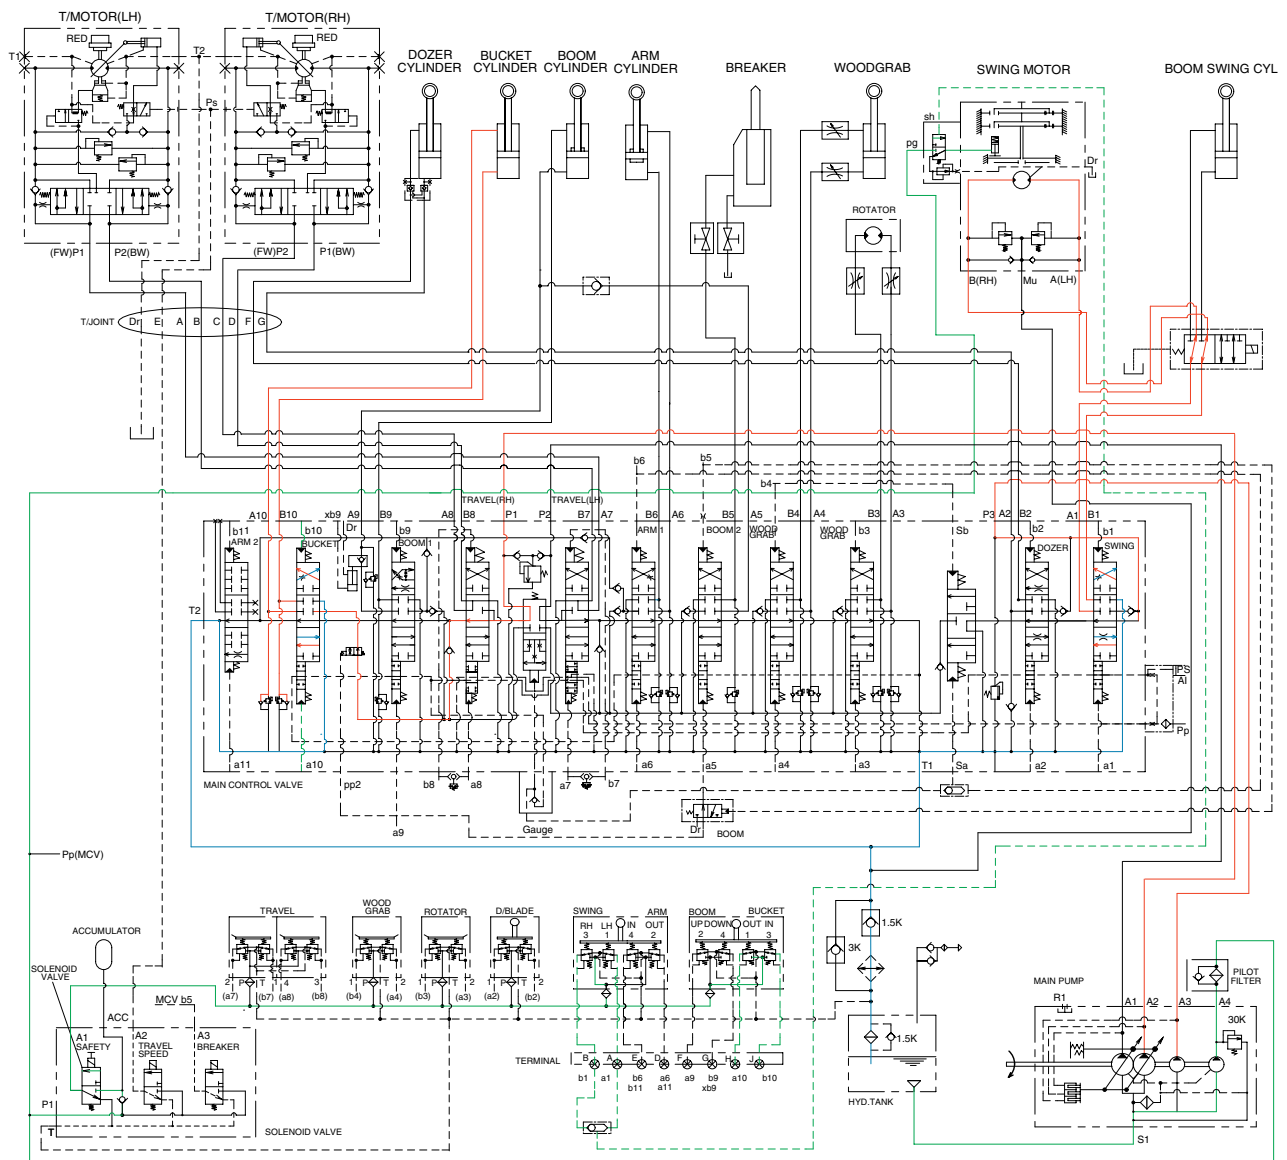 T/MOTOR(LH)
T/MOTOR(RH)
RED
RED
T1
T2
Ps
DOZER
CYLINDER
BUCKET
CYLINDER
BOOM
CYLINDER
ARM
CYLINDER
BREAKER
WOODGRAB
SWING MOTOR
BOOM SWING CYL
sh
pg
Dr
ROTATOR
(FW)P1
P2(BW)
(FW)P2
P1(BW)
B(RH)
Mu
A(LH)
T/JOINT
Dr
E
A
B
C
D
F
G
b6
b5
b4
TRAVEL(RH)
TRAVEL(LH)
A10
B10
xb9
A9
B9
A8
B8
P1
P2
B7
A7
B6
A6
B5
A5
B4
A4
B3
A3
Sb
P3
A2
B2
A1
B1
Dr
b11
ARM 2
b10
BUCKET
b9
BOOM 1
ARM 1
BOOM 2
WOOD
GRAB
WOOD
GRAB
b3
b2
DOZER
b1
SWING
T2
PS
Ai
Pp
a11
a10
pp2
a9
b8
a8
a7
b7
a6
a5
a4
a3
T1
Sa
a2
a1
MAIN CONTROL VALVE
Gauge
Dr
BOOM
Pp(MCV)
TRAVEL
WOOD
GRAB
ROTATOR
D/BLADE
SWING
ARM
BOOM
BUCKET
RH
LH
IN
OUT
UP
DOWN
OUT
IN
3
1
4
2
2
4
1
3
1.5K
3K
1.5K
ACCUMULATOR
SOLENOID
VALVE
2
P
T
4
3
2
P
T
2
1
P
T
2
1
P
T
2
(a7)
(b7)
(a8)
(b8)
(b4)
(a4)
(b3)
(a3)
(a2)
(b2)
MCV b5
ACC
A1
SAFETY
A2
TRAVEL
SPEED
A3
BREAKER
P1
T
SOLENOID VALVE
TERMINAL
B
A
E
D
F
G
H
J
b1
a1
b6
b11
a6
a11
a9
b9
xb9
a10
b10
HYD.TANK
MAIN PUMP
PILOT
FILTER
R1
A1
A2
A3
A4
30K
S1